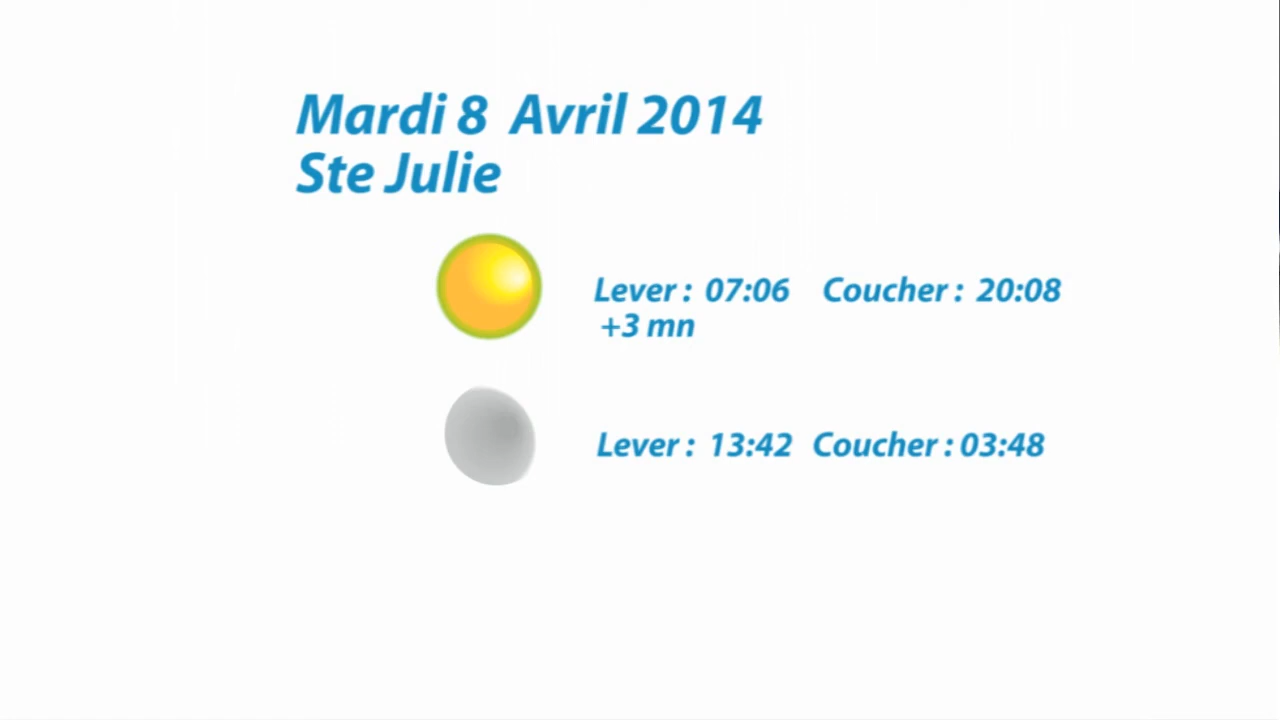 Mardi 8 Avril 2014
Ste Julie
Lever : 07:06 Coucher : 20:08
+3 mn
Lever : 13:42 Coucher : 03:48